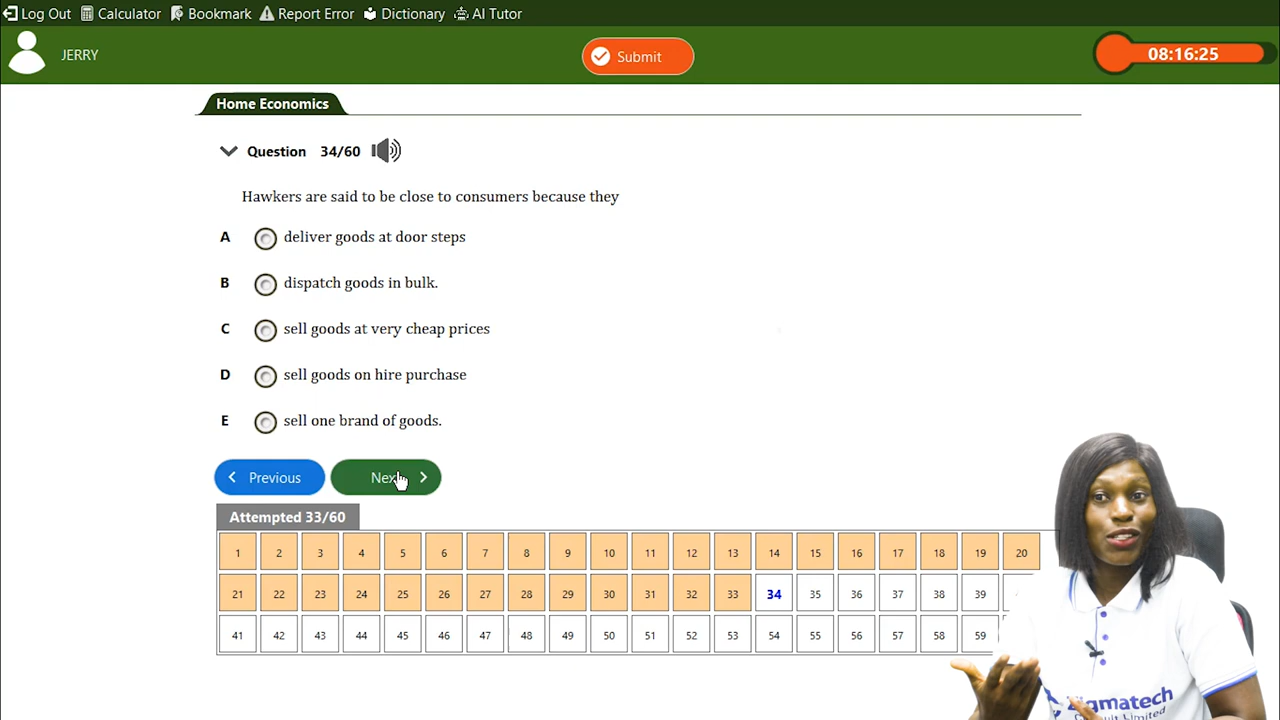 Log Out Calculator Bookmark Report Error Dictionary AI Tutor
JERRY
Submit
08:16:25
Home Economics
Question 34/60
Hawkers are said to be close to consumers because they
A deliver goods at door steps
B dispatch goods in bulk.
C sell goods at very cheap prices
D sell goods on hire purchase
E sell one brand of goods.
Previous
Next
Attempted 33/60
1 2 3 4 5 6 7 8 9 10 11 12 13 14 15 16 17 18 19 20
21 22 23 24 25 26 27 28 29 30 31 32 33 34 35 36 37 38 39
41 42 43 44 45 46 47 48 49 50 51 52 53 54 55 56 57 58 59
Zigmatech
Limited